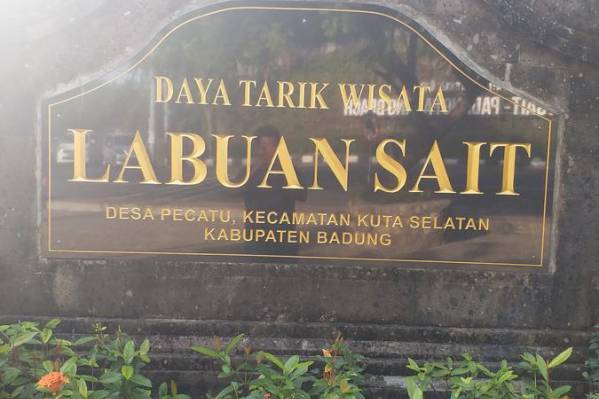 DAYA TARIK WISATA
LABUAN SAIT
DESA PECATU, KECAMATAN KUTA SELATAN
KABUPATEN BADUNG